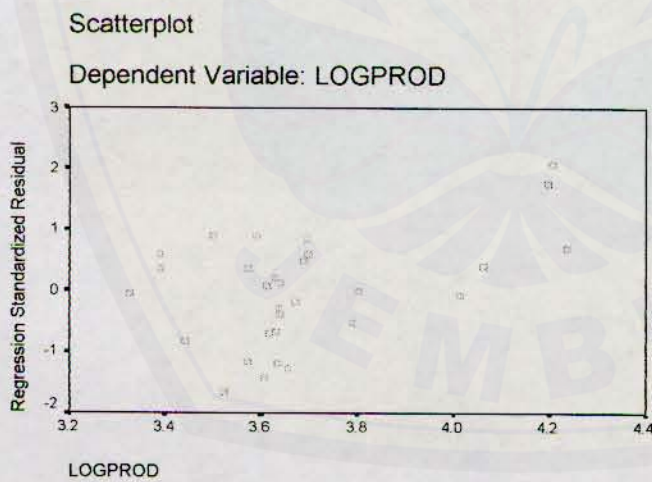 Scatterplot
Dependent Variable: LOGPROD
Regression Standardized Residual
3
2
1
0
-1
-2
3.2 3.4 3.6 3.8 4.0 4.2 4.4
LOGPROD
JEMB